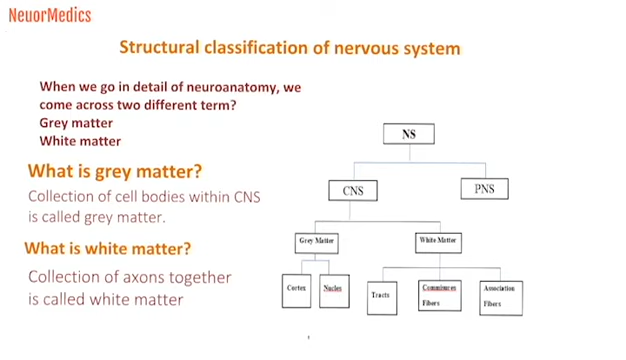 NeuorMedics
Structural classification of nervous system
When we go in detail of neuroanatomy, we
come across two different term?
Grey matter
White matter
What is grey matter?
Collection of cell bodies within CNS
is called grey matter.
What is white matter?
Collection of axons together
is called white matter
NS
CNS
PNS
Grey Matter
White Matter
Cortex
Nucles
Tracts
Commisures
Fibers
Association
Fibers